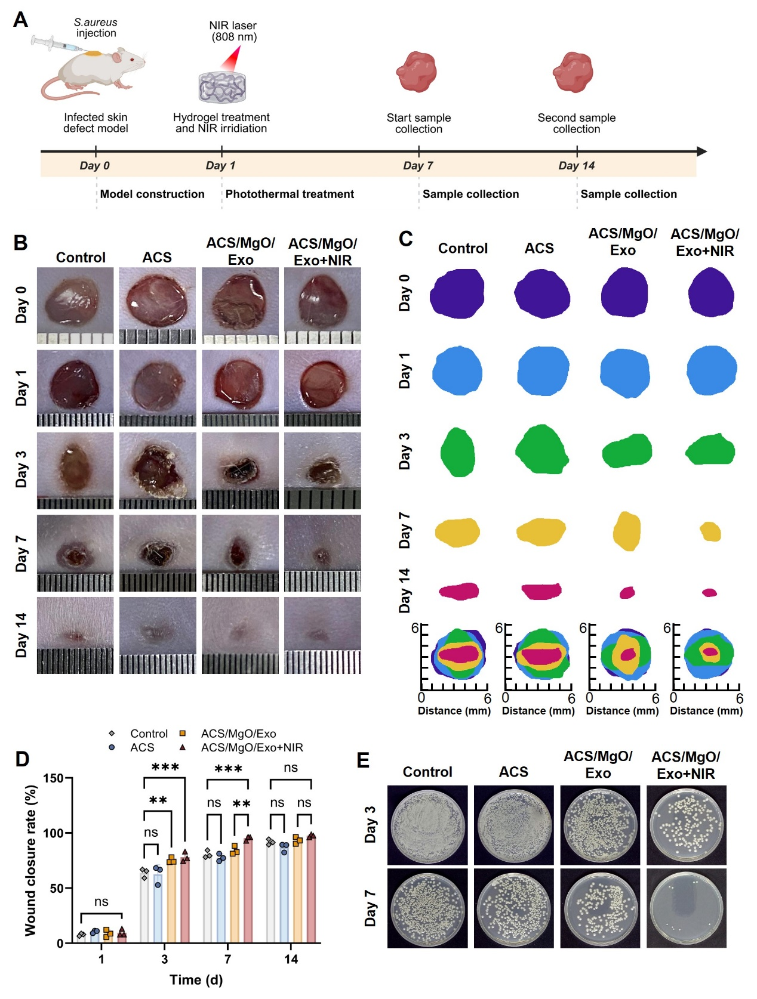 A
S.aureus
injection
NIR laser
(808 nm)
Infected skin
defect model
Hydrogel treatment
and NIR irridiation
Start sample
collection
Second sample
collection
Day 0
Day 1
Day 7
Day 14
Model construction
Photothermal treatment
Sample collection
Sample collection
B
Control
ACS
ACS/MgO/
Exo
ACS/MgO/
Exo+NIR
Day 0
Day 1
Day 3
Day 7
Day 14
C
Control
ACS
ACS/MgO/
Exo
ACS/MgO/
Exo+NIR
Day 0
Day 1
Day 3
Day 7
Day 14
6
0
6
Distance (mm)
6
0
6
Distance (mm)
6
0
6
Distance (mm)
6
0
6
Distance (mm)
D
Control
ACS/MgO/Exo
ACS
ACS/MgO/Exo+NIR
Wound closure rate (%)
150
100
50
0
ns
***
**
ns
***
ns
**
ns
ns
ns
1
3
7
14
Time (d)
E
Control
ACS
ACS/MgO/
Exo
ACS/MgO/
Exo+NIR
Day 3
Day 7